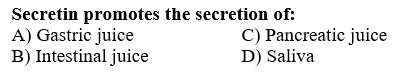 Secretin promotes the secretion of:
A) Gastric juice C) Pancreatic juice
B) Intestinal juice D) Saliva